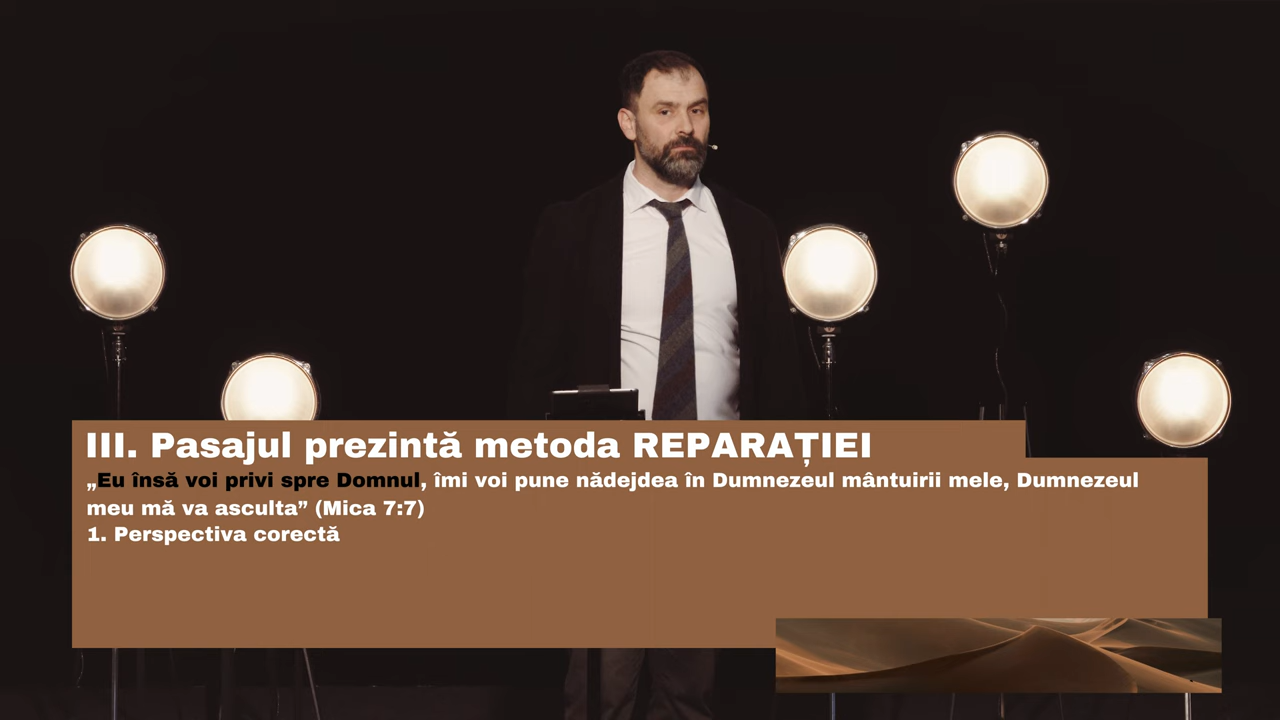 III. Pasajul prezintă metoda REPARAȚIEI
„Eu însă voi privi spre Domnul, îmi voi pune nădejdea în Dumnezeul mântuirii mele, Dumnezeul
meu mă va asculta” (Mica 7:7)
1. Perspectiva corectă